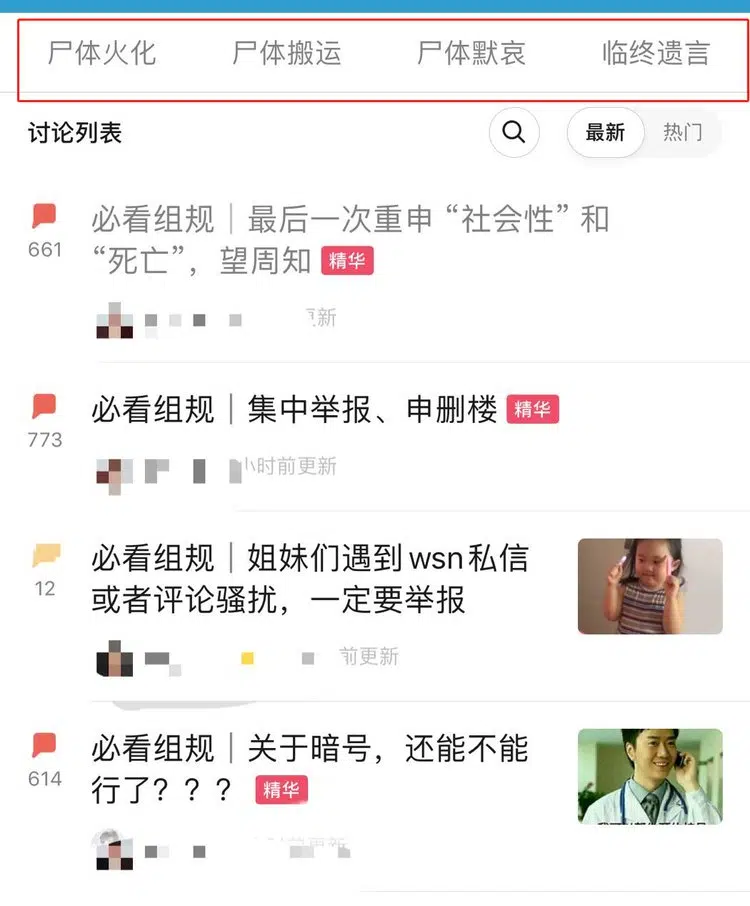 尸体火化 尸体搬运 尸体默哀 临终遗言
讨论列表 最新 热门
必看组规｜最后一次重申“社会性”和
661
“死亡”，望周知 精华
更新
必看组规｜集中举报、申删楼 精华
773
小时前更新
必看组规｜姐妹们遇到wsn私信
12
或者评论骚扰，一定要举报
前更新
必看组规｜关于暗号，还能不能
614
行了？？？ 精华